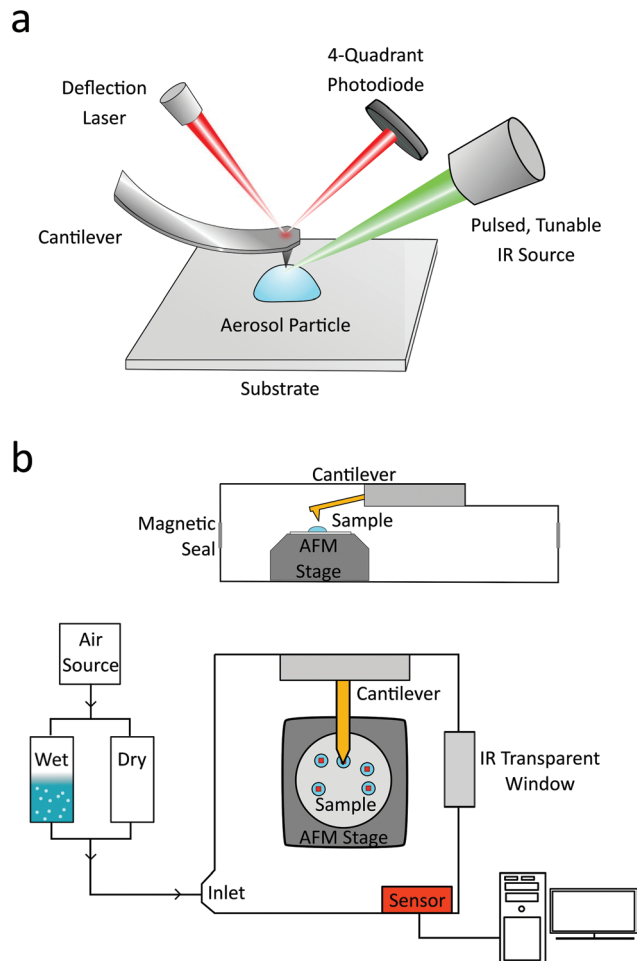 a
Deflection
Laser
4-Quadrant
Photodiode
Cantilever
Pulsed, Tunable
IR Source
Aerosol Particle
Substrate
b
Cantilever
Magnetic
Seal
Sample
AFM
Stage
Air
Source
Wet
Dry
Cantilever
IR Transparent
Window
Sample
AFM Stage
Inlet
Sensor